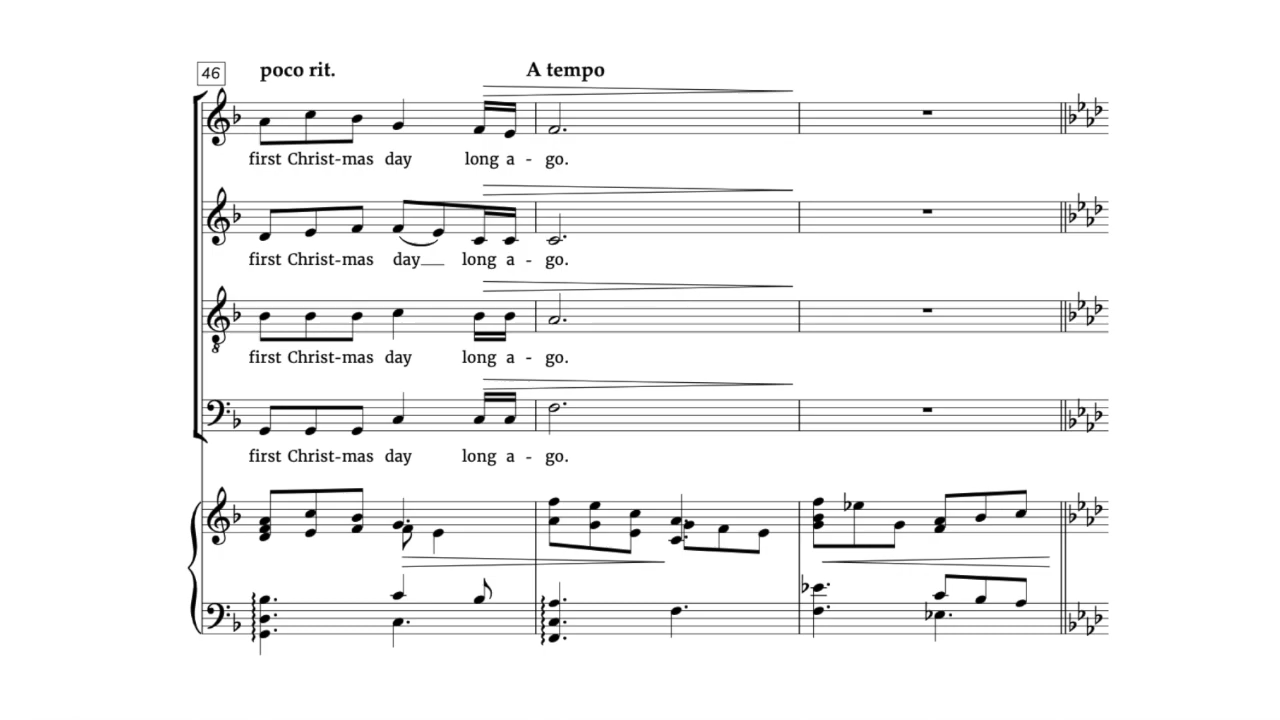 46 poco rit. A tempo
first Christ-mas day long a - go.
first Christ-mas day__ long a - go.
first Christ-mas day long a - go.
first Christ-mas day long a - go.